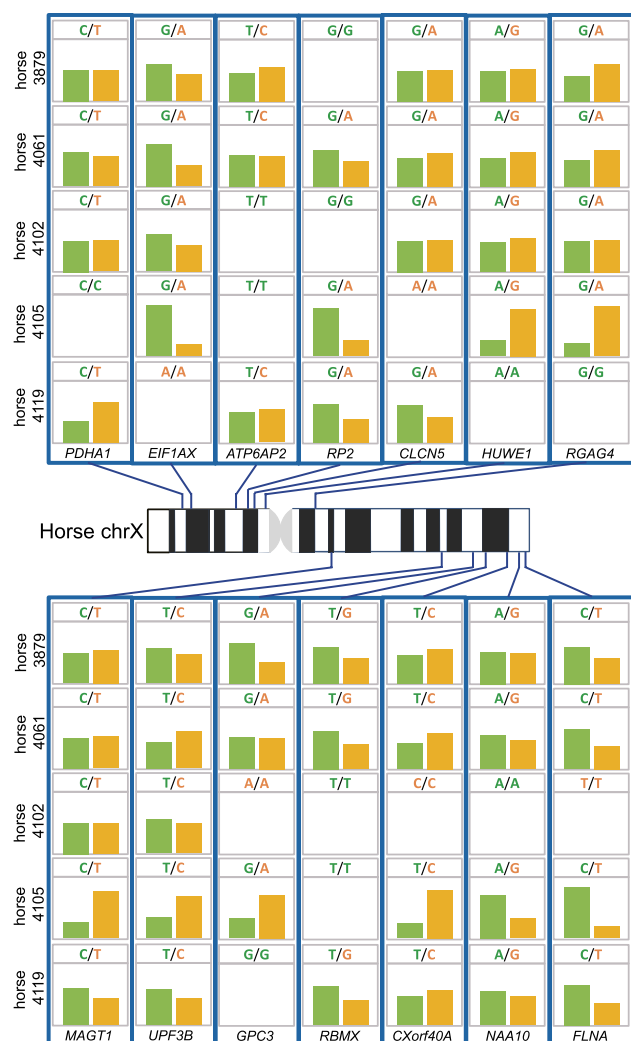 C/T G/A T/C G/G G/A A/G G/A
horse 3879
C/T G/A T/C G/A G/A A/G G/A
horse 4061
C/T G/A T/T G/G G/A A/G G/A
horse 4102
C/C G/A T/T G/A A/A A/G G/A
horse 4105
C/T A/A T/C G/A G/A A/A G/G
horse 4119
PDHA1 EIF1AX ATP6AP2 RP2 CLCN5 HUWE1 RGAG4
Horse chrX
C/T T/C G/A T/G T/C A/G C/T
horse 3879
C/T T/C G/A T/G T/C A/G C/T
horse 4061
C/T T/C A/A T/T C/C A/A T/T
horse 4102
C/T T/C G/A T/T T/C A/G C/T
horse 4105
C/T T/C G/G T/G T/C A/G C/T
horse 4119
MAGT1 UPF3B GPC3 RBMX CXorf40A NAA10 FLNA